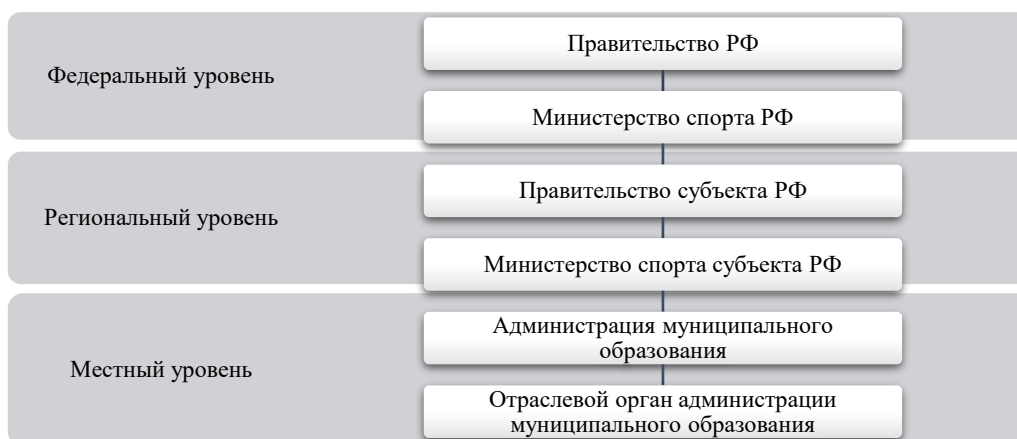 Федеральный уровень
Правительство РФ
Министерство спорта РФ
Региональный уровень
Правительство субъекта РФ
Министерство спорта субъекта РФ
Местный уровень
Администрация муниципального
образования
Отраслевой орган администрации
муниципального образования